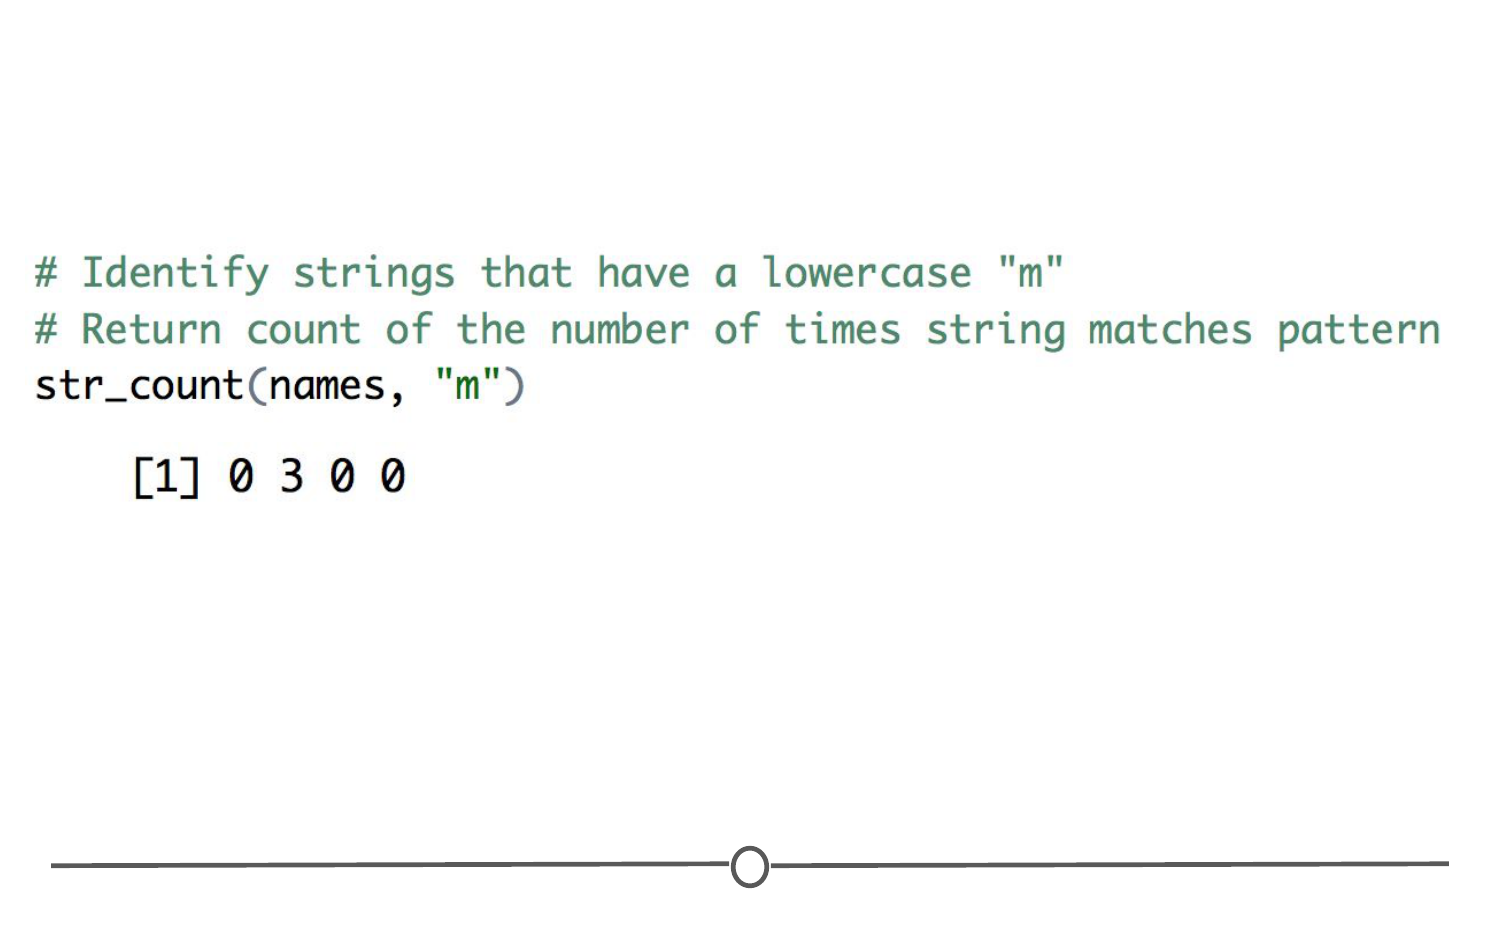 # Identify strings that have a lowercase "m"
# Return count of the number of times string matches pattern
str_count(names, "m")
[1] 0 3 0 0